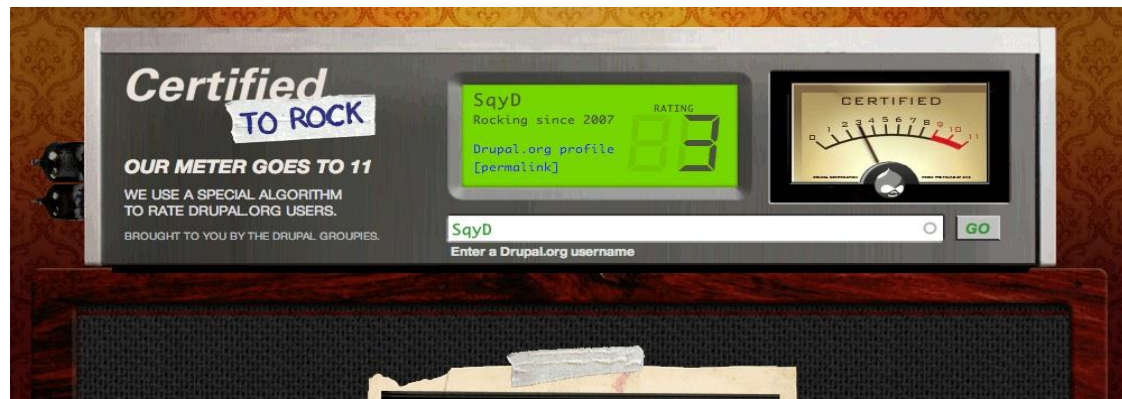 Certified
TO ROCK
OUR METER GOES TO 11
WE USE A SPECIAL ALGORITHM
TO RATE DRUPAL.ORG USERS.
BROUGHT TO YOU BY THE DRUPAL GROUPIES.
SqyD
Rocking since 2007
Drupal.org profile
[permalink]
RATING
3
CERTIFIED
0 1 2 3 4 5 6 7 8 9 10 11
SqyD
GO
Enter a Drupal.org username